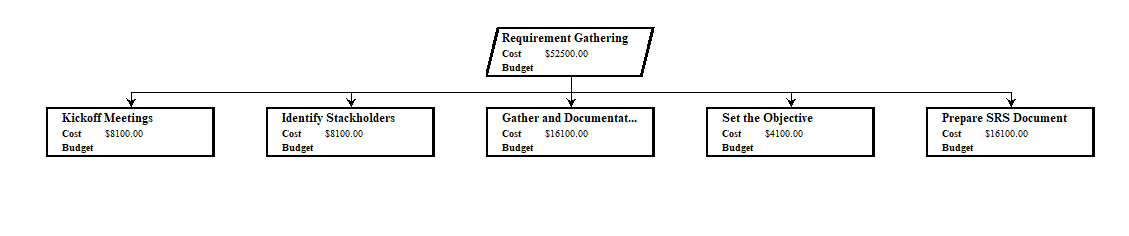 Requirement Gathering
Cost $52500.00
Budget
Kickoff Meetings
Cost $8100.00
Budget
Identify Stackholders
Cost $8100.00
Budget
Gather and Documentat...
Cost $16100.00
Budget
Set the Objective
Cost $4100.00
Budget
Prepare SRS Document
Cost $16100.00
Budget